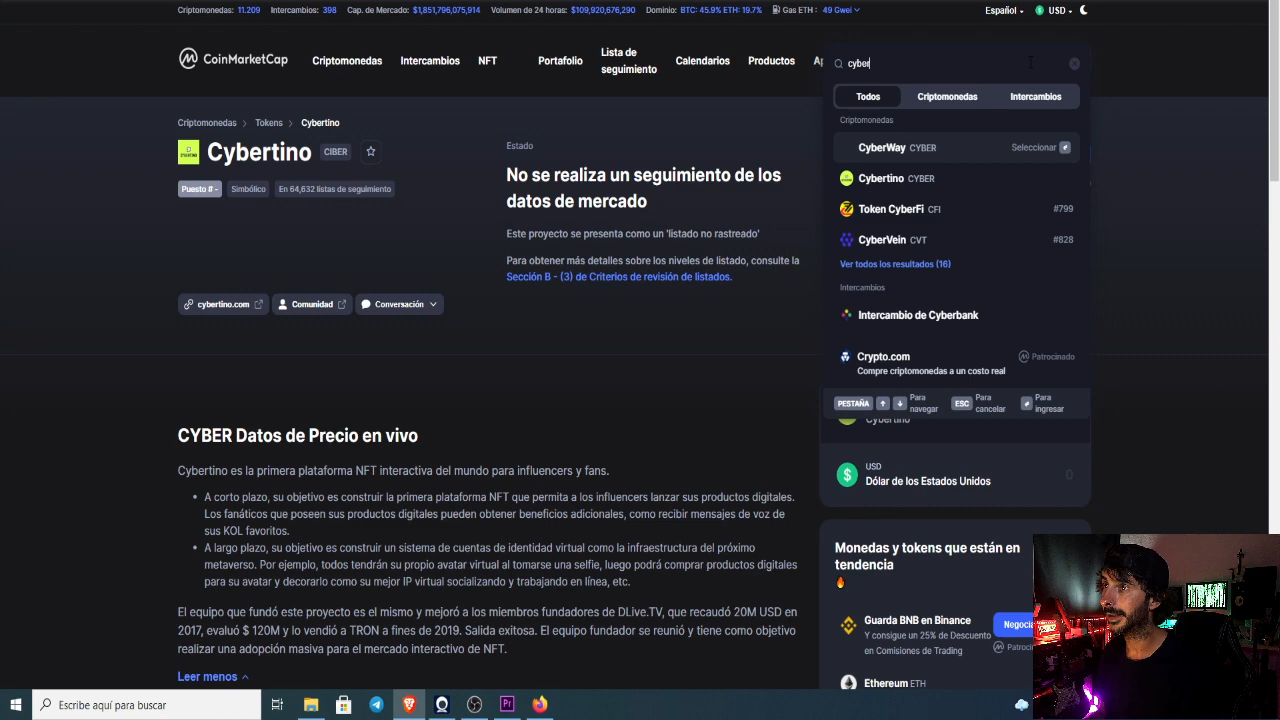 Criptomonedas: 11.209 Intercambios: 398 Cap. de Mercado: $1,851,796,075,914 Volumen de 24 horas: $109,920,676,290 Dominio: BTC: 45.9% ETH: 19.7% Gas ETH : 49 Gwei
Español USD
CoinMarketCap Criptomonedas Intercambios NFT Portafolio Lista de
seguimiento Calendarios Productos
cyber
Todos Criptomonedas Intercambios
Criptomonedas
CyberWay CYBER Seleccionar
Cybertino CYBER
Token CyberFi CFI #799
CyberVein CVT #828
Ver todos los resultados (16)
Intercambios
Intercambio de Cyberbank
Crypto.com Patrocinado
Compre criptomonedas a un costo real
PESTAÑA Para
navegar ESC Para
cancelar Para
ingresar
Criptomonedas Tokens Cybertino
Cybertino CIBER
Puesto # - Simbólico En 64,632 listas de seguimiento
Estado
No se realiza un seguimiento de los
datos de mercado
Este proyecto se presenta como un 'listado no rastreado'
Para obtener más detalles sobre los niveles de listado, consulte la
Sección B - (3) de Criterios de revisión de listados.
cybertino.com Comunidad Conversación
Cybertino
USD
Dólar de los Estados Unidos 0
CYBER Datos de Precio en vivo
Cybertino es la primera plataforma NFT interactiva del mundo para influencers y fans.
A corto plazo, su objetivo es construir la primera plataforma NFT que permita a los influencers lanzar sus productos digitales.
Los fanáticos que poseen sus productos digitales pueden obtener beneficios adicionales, como recibir mensajes de voz de
sus KOL favoritos.
A largo plazo, su objetivo es construir un sistema de cuentas de identidad virtual como la infraestructura del próximo
metaverso. Por ejemplo, todos tendrán su propio avatar virtual al tomarse una selfie, luego podrá comprar productos digitales
para su avatar y decorarlo como su mejor IP virtual socializando y trabajando en línea, etc.
El equipo que fundó este proyecto es el mismo y mejoró a los miembros fundadores de DLive.TV, que recaudó 20M USD en
2017, evaluó $ 120M y lo vendió a TRON a fines de 2019. Salida exitosa. El equipo fundador se reunió y tiene como objetivo
realizar una adopción masiva para el mercado interactivo de NFT.
Leer menos
Monedas y tokens que están en
tendencia
Guarda BNB en Binance
Y consigue un 25% de Descuento
en Comisiones de Trading
Ethereum ETH
Escribe aquí para buscar